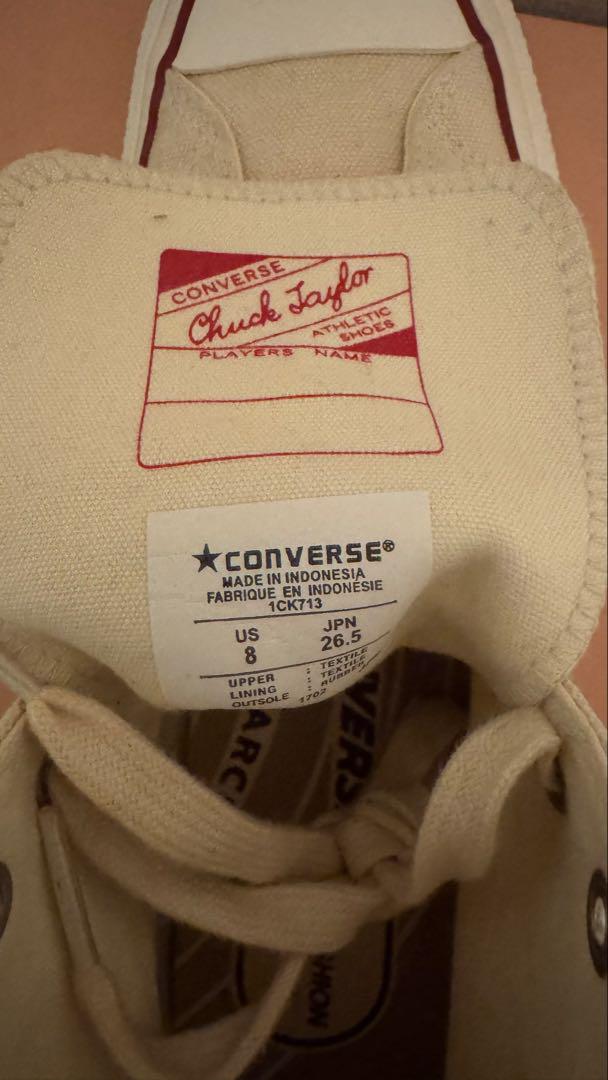 CONVERSE
Chuck Taylor
ATHLETIC
SHOES
PLAYERS NAME
★CONVERSE®
MADE IN INDONESIA
FABRIQUE EN INDONESIE
1CK713
US JPN
8 26.5
UPPER : TEXTILE
LINING : TEXTILE
OUTSOLE : RUBBER
1702